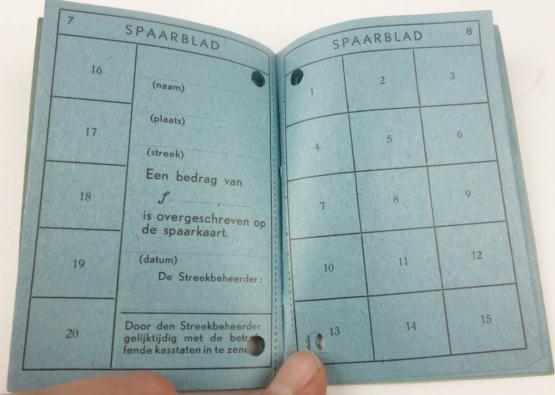 7
SPAARBLAD
16
17
18
19
20
(naam)
(plaats)
(streek)
Een bedrag van
f , 
is overgeschreven op
de spaarkaart.
(datum)
De Streekbeheerder:
Door den Streekbeheerder
gelijktijdig met de betref
fende kasstaten in te zend
SPAARBLAD 8
1 2 3
4 5 6
7 8 9
10 11 12
13 14 15